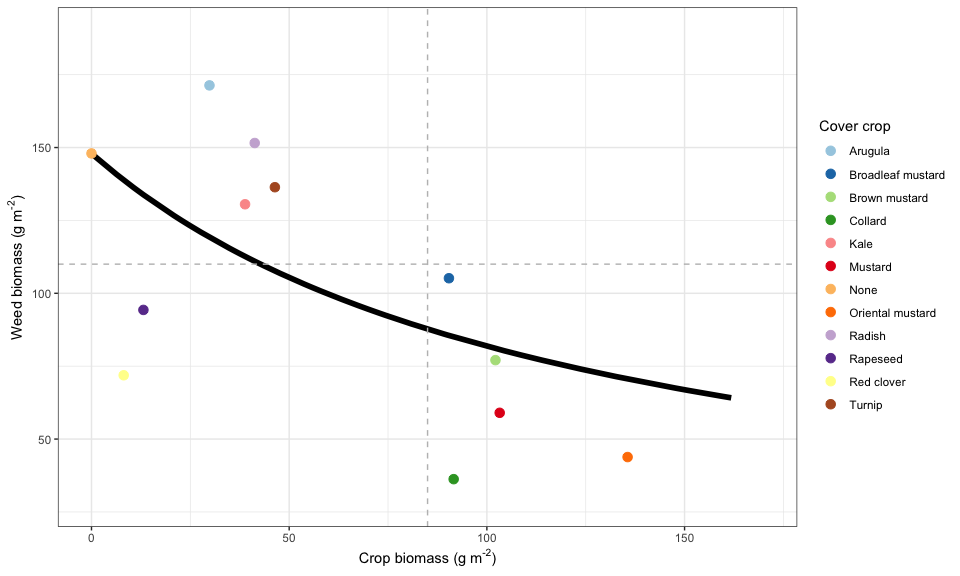 Weed biomass (g m⁻²)
150
100
50
0
50
100
150
Crop biomass (g m⁻²)
Cover crop
Arugula
Broadleaf mustard
Brown mustard
Collard
Kale
Mustard
None
Oriental mustard
Radish
Rapeseed
Red clover
Turnip